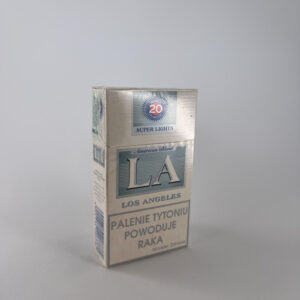 20
SUPER LIGHTS
American Blend
LA
LOS ANGELES
PALENIE TYTONIU
POWODUJE
RAKA